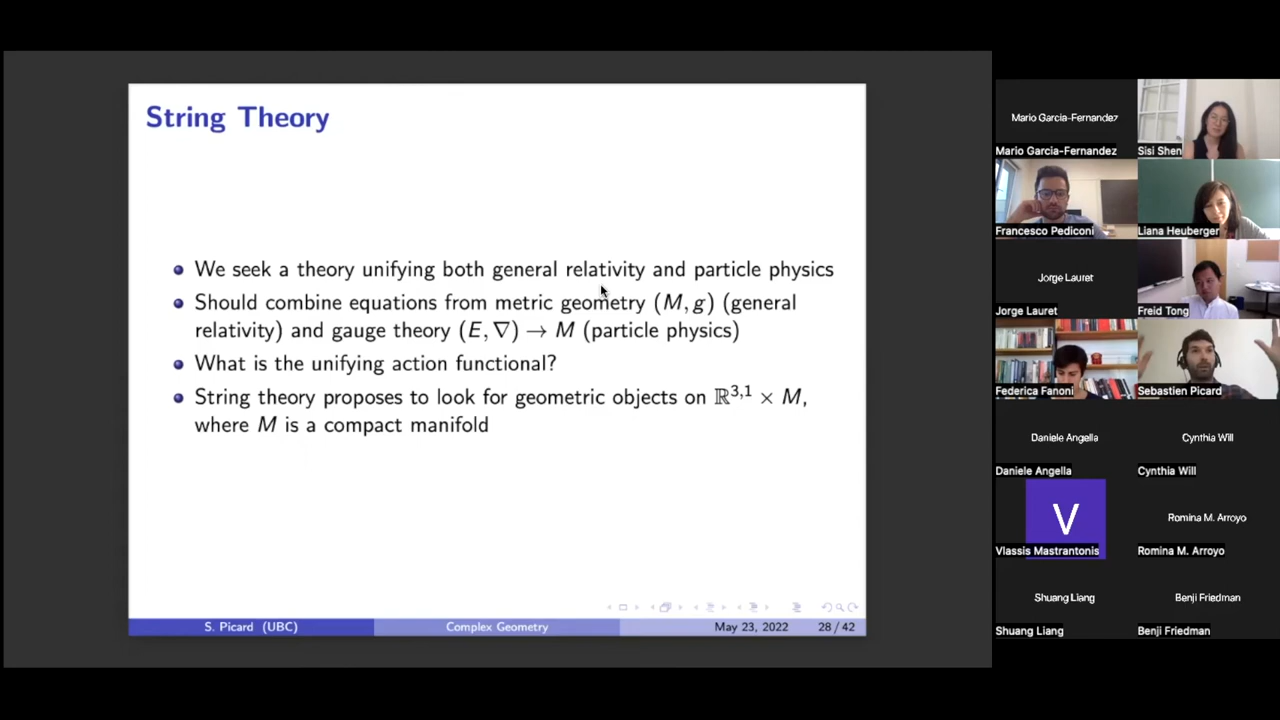 String Theory
We seek a theory unifying both general relativity and particle physics
Should combine equations from metric geometry (M, g) (general
relativity) and gauge theory (E, ∇) → M (particle physics)
What is the unifying action functional?
String theory proposes to look for geometric objects on ℝ³,¹ × M,
where M is a compact manifold
S. Picard (UBC)
Complex Geometry
May 23, 2022
28 / 42
Mario Garcia-Fernandez
Mario Garcia-Fernandez
Sisi Shen
Francesco Pediconi
Liana Heuberger
Jorge Lauret
Jorge Lauret
Freid Tong
Federica Fanoni
Sebastien Picard
Daniele Angella
Cynthia Will
Daniele Angella
Cynthia Will
V
Romina M. Arroyo
Vlassis Mastrantonis
Romina M. Arroyo
Shuang Liang
Benji Friedman
Shuang Liang
Benji Friedman